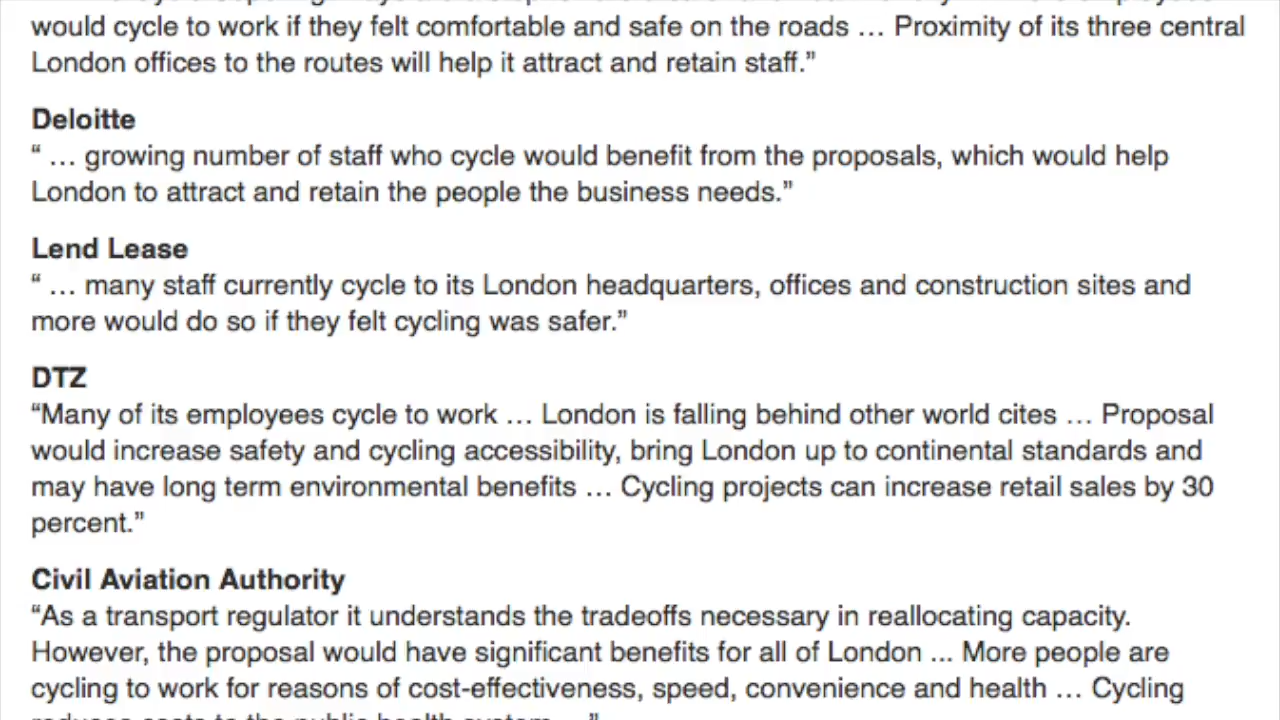 would cycle to work if they felt comfortable and safe on the roads … Proximity of its three central
London offices to the routes will help it attract and retain staff.”
Deloitte
“ … growing number of staff who cycle would benefit from the proposals, which would help
London to attract and retain the people the business needs.”
Lend Lease
“ … many staff currently cycle to its London headquarters, offices and construction sites and
more would do so if they felt cycling was safer.”
DTZ
“Many of its employees cycle to work … London is falling behind other world cites … Proposal
would increase safety and cycling accessibility, bring London up to continental standards and
may have long term environmental benefits … Cycling projects can increase retail sales by 30
percent.”
Civil Aviation Authority
“As a transport regulator it understands the tradeoffs necessary in reallocating capacity.
However, the proposal would have significant benefits for all of London ... More people are
cycling to work for reasons of cost-effectiveness, speed, convenience and health … Cycling
reduces costs to the public health system … ”